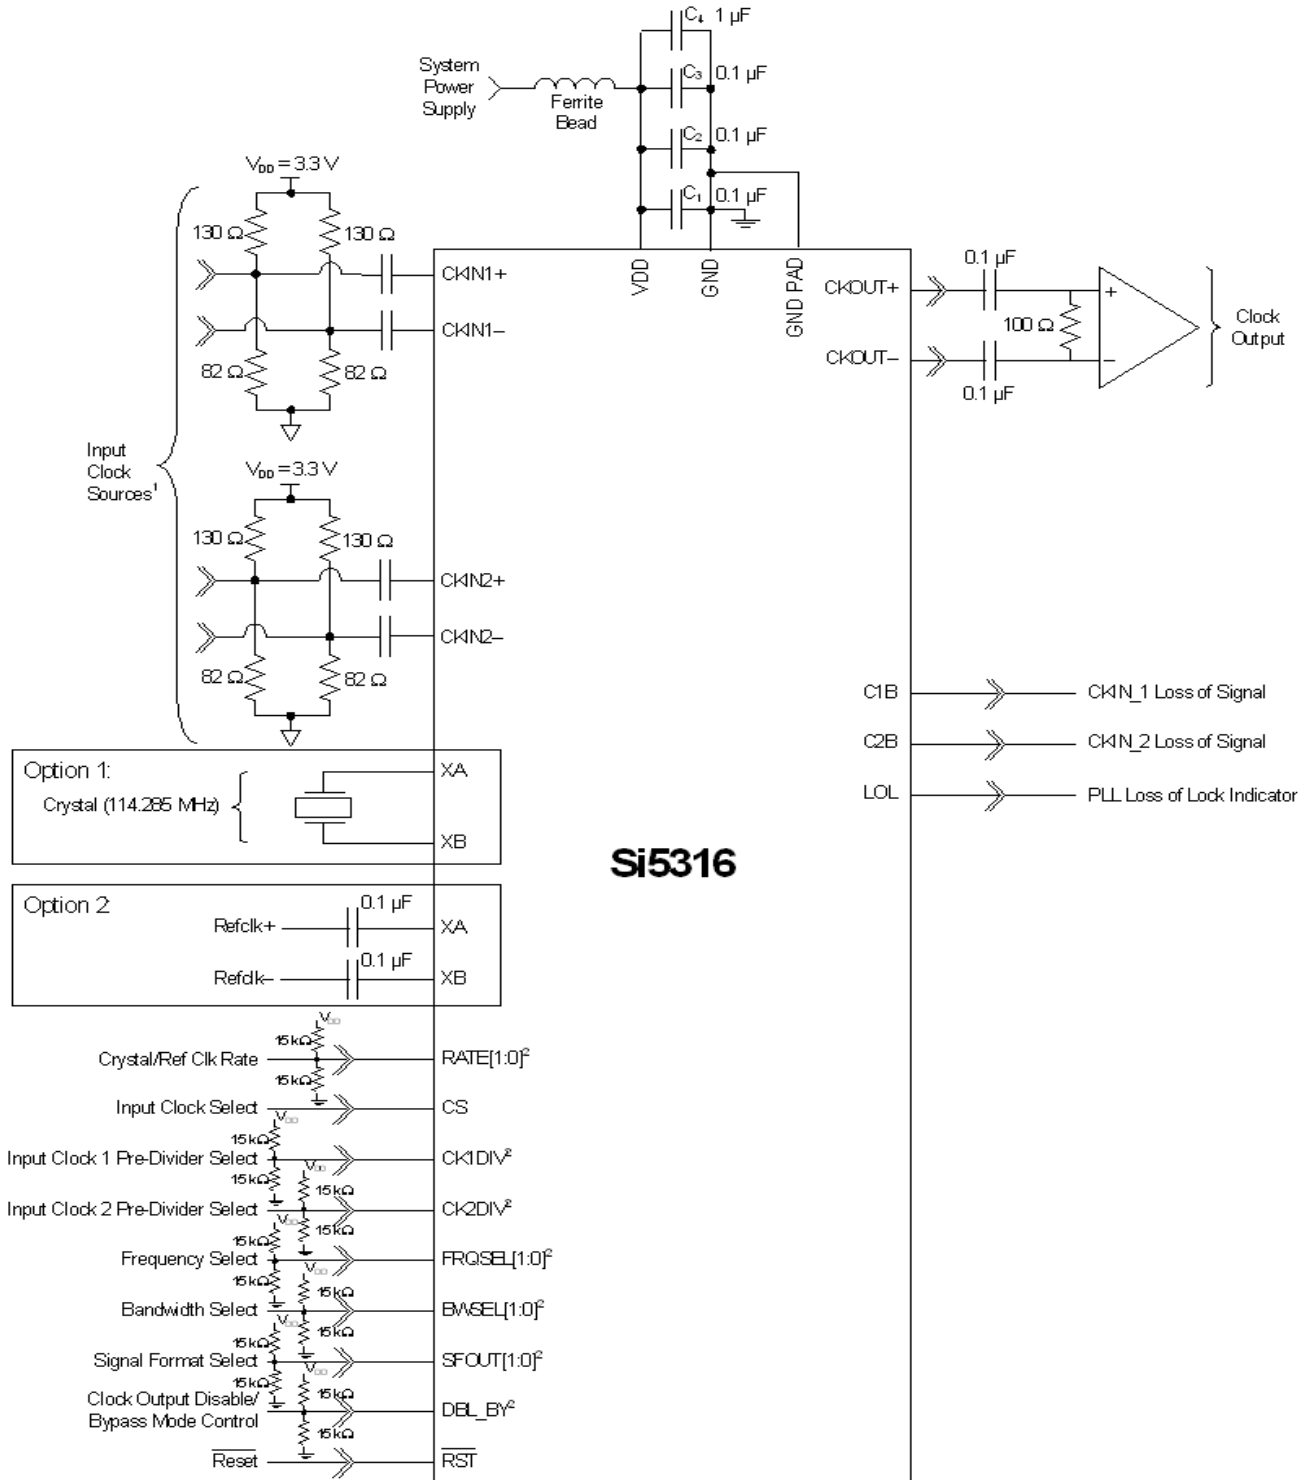 C4 1 µF
System
Power
Supply
Ferrite
Bead
C3 0.1 µF
C2 0.1 µF
C1 0.1 µF
VDD = 3.3 V
130 Ω
130 Ω
CKIN1+
CKIN1–
82 Ω
82 Ω
VDD
GND
GND PAD
CKOUT+
CKOUT–
0.1 µF
100 Ω
0.1 µF
+
–
Clock
Output
Input
Clock
Sources1
VDD = 3.3 V
130 Ω
130 Ω
CKIN2+
CKIN2–
82 Ω
82 Ω
C1B
CKIN_1 Loss of Signal
C2B
CKIN_2 Loss of Signal
LOL
PLL Loss of Lock Indicator
Option 1:
Crystal (114.285 MHz)
XA
XB
Si5316
Option 2
0.1 µF
Refclk+
XA
0.1 µF
Refclk–
XB
VDD
15 kΩ
Crystal/Ref Clk Rate
RATE[1:0]2
15 kΩ
Input Clock Select
CS
VDD
15 kΩ
Input Clock 1 Pre-Divider Select
CK1DIV2
VDD
15 kΩ
15 kΩ
Input Clock 2 Pre-Divider Select
CK2DIV2
VDD
15 kΩ
15 kΩ
Frequency Select
FRQSEL[1:0]2
VDD
15 kΩ
15 kΩ
Bandwidth Select
BWSEL[1:0]2
VDD
15 kΩ
15 kΩ
Signal Format Select
SFOUT[1:0]2
VDD
15 kΩ
15 kΩ
Clock Output Disable/
Bypass Mode Control
DBL_BY2
15 kΩ
Reset
RST